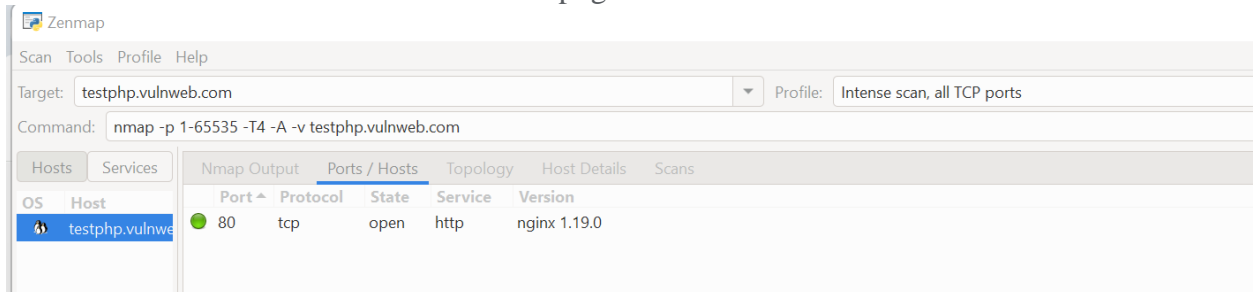 Zenmap
Scan Tools Profile Help
Target: testphp.vulnweb.com Profile: Intense scan, all TCP ports
Command: nmap -p 1-65535 -T4 -A -v testphp.vulnweb.com
Hosts Services Nmap Output Ports / Hosts Topology Host Details Scans
OS Host Port Protocol State Service Version
testphp.vulnwe 80 tcp open http nginx 1.19.0